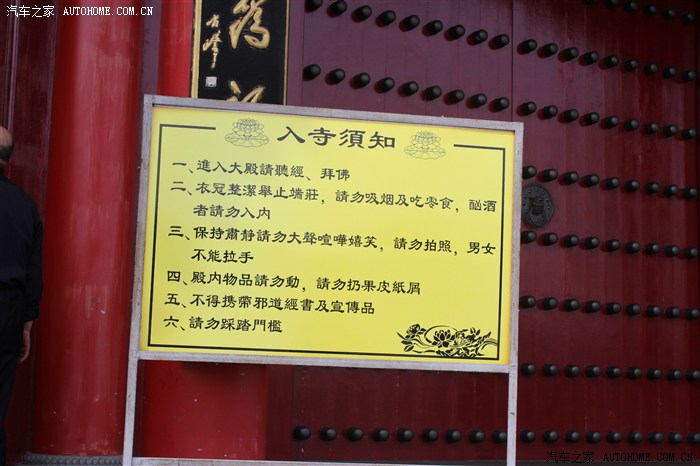 汽车之家 AUTOHOME.COM.CN
入寺須知
一、進入大殿請聽經、拜佛
二、衣冠整潔舉止端莊，請勿吸烟及吃零食，酗酒
者請勿入内
三、保持肅静請勿大聲喧嘩嬉笑，請勿拍照，男女
不能拉手
四、殿内物品請勿動，請勿扔果皮紙屑
五、不得携帶邪道經書及宣傳品
六、請勿踩踏門檻
汽车之家 AUTOHOME.COM.CN